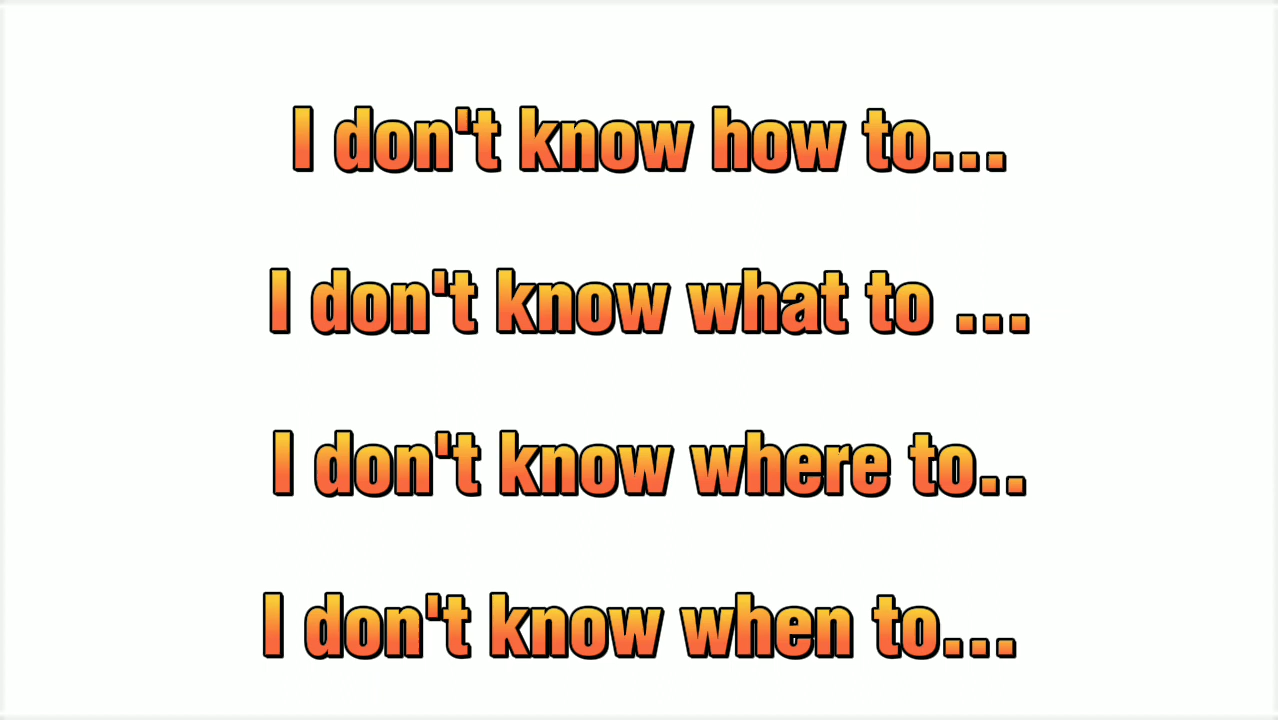 I don't know how to...
I don't know what to ...
I don't know where to..
I don't know when to...